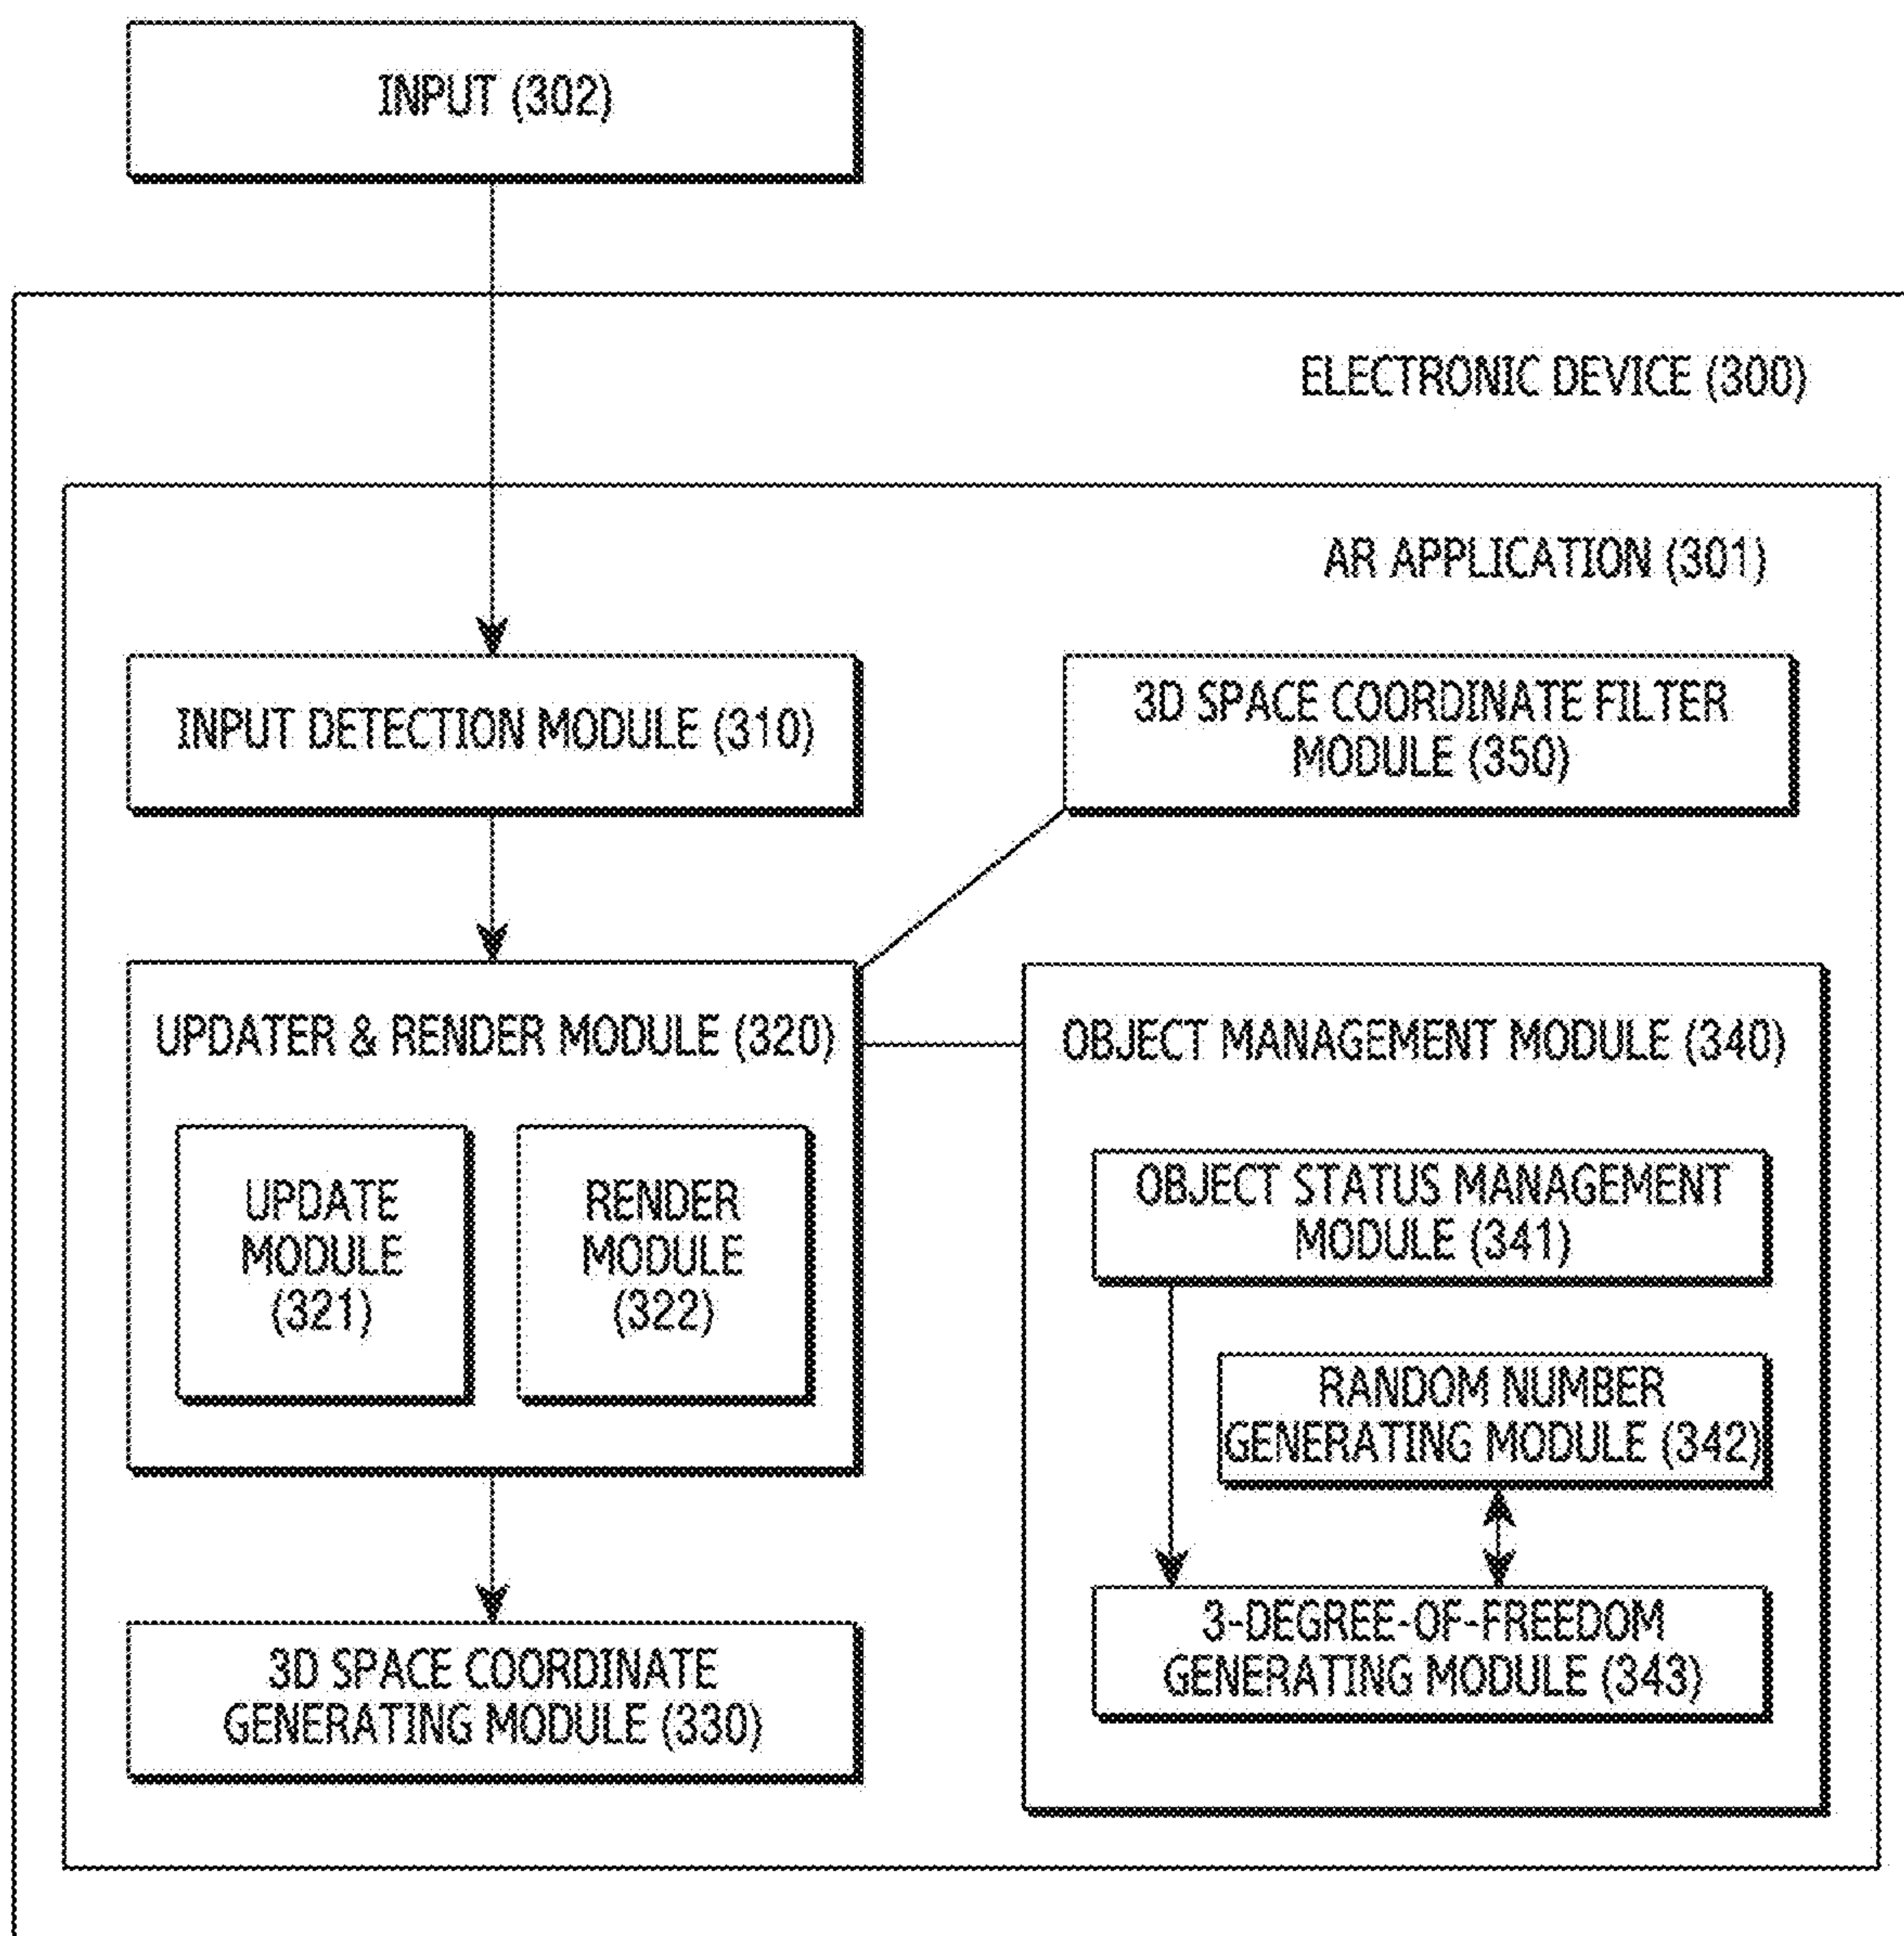 INPUT (302)
ELECTRONIC DEVICE (300)
AR APPLICATION (301)
INPUT DETECTION MODULE (310)
3D SPACE COORDINATE FILTER
MODULE (350)
UPDATER & RENDER MODULE (320)
UPDATE
MODULE
(321)
RENDER
MODULE
(322)
OBJECT MANAGEMENT MODULE (340)
OBJECT STATUS MANAGEMENT
MODULE (341)
RANDOM NUMBER
GENERATING MODULE (342)
3-DEGREE-OF-FREEDOM
GENERATING MODULE (343)
3D SPACE COORDINATE
GENERATING MODULE (330)